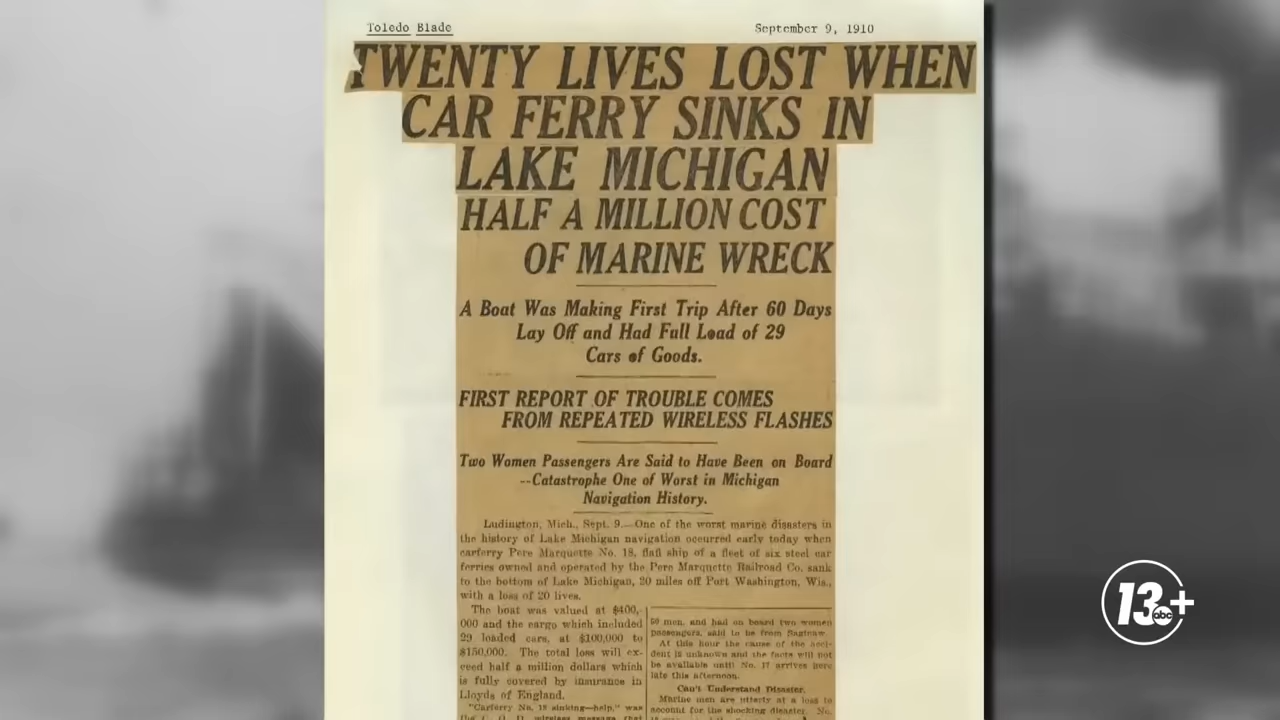 Toledo Blade
September 9, 1910
TWENTY LIVES LOST WHEN
CAR FERRY SINKS IN
LAKE MICHIGAN
HALF A MILLION COST
OF MARINE WRECK
A Boat Was Making First Trip After 60 Days
Lay Off and Had Full Load of 29
Cars of Goods.
FIRST REPORT OF TROUBLE COMES
FROM REPEATED WIRELESS FLASHES
Two Women Passengers Are Said to Have Been on Board
--Catastrophe One of Worst in Michigan
Navigation History.
Ludington, Mich., Sept. 9.—One of the worst marine disasters in
the history of Lake Michigan navigation occurred early today when
carferry Pere Marquette No. 18, flag ship of a fleet of six steel car
ferries owned and operated by the Pere Marquette Railroad Co. sank
to the bottom of Lake Michigan, 20 miles off Port Washington, Wis.,
with a loss of 20 lives.
The boat was valued at $400,-
000 and the cargo which included
29 loaded cars, at $100,000 to
$150,000. The total loss will ex-
ceed half a million dollars which
is fully covered by insurance in
Lloyds of England.
"Carferry No. 18 sinking—help," was
wireless message that
men, and had on board two women
passengers, said to be from Saginaw.
At this hour the cause of the acci-
dent is unknown and the facts will not
be available until No. 17 arrives here
late this afternoon.
Can't Understand Disaster.
Marine men are utterly at a loss to
account for the shocking disaster. No.
13+
abc